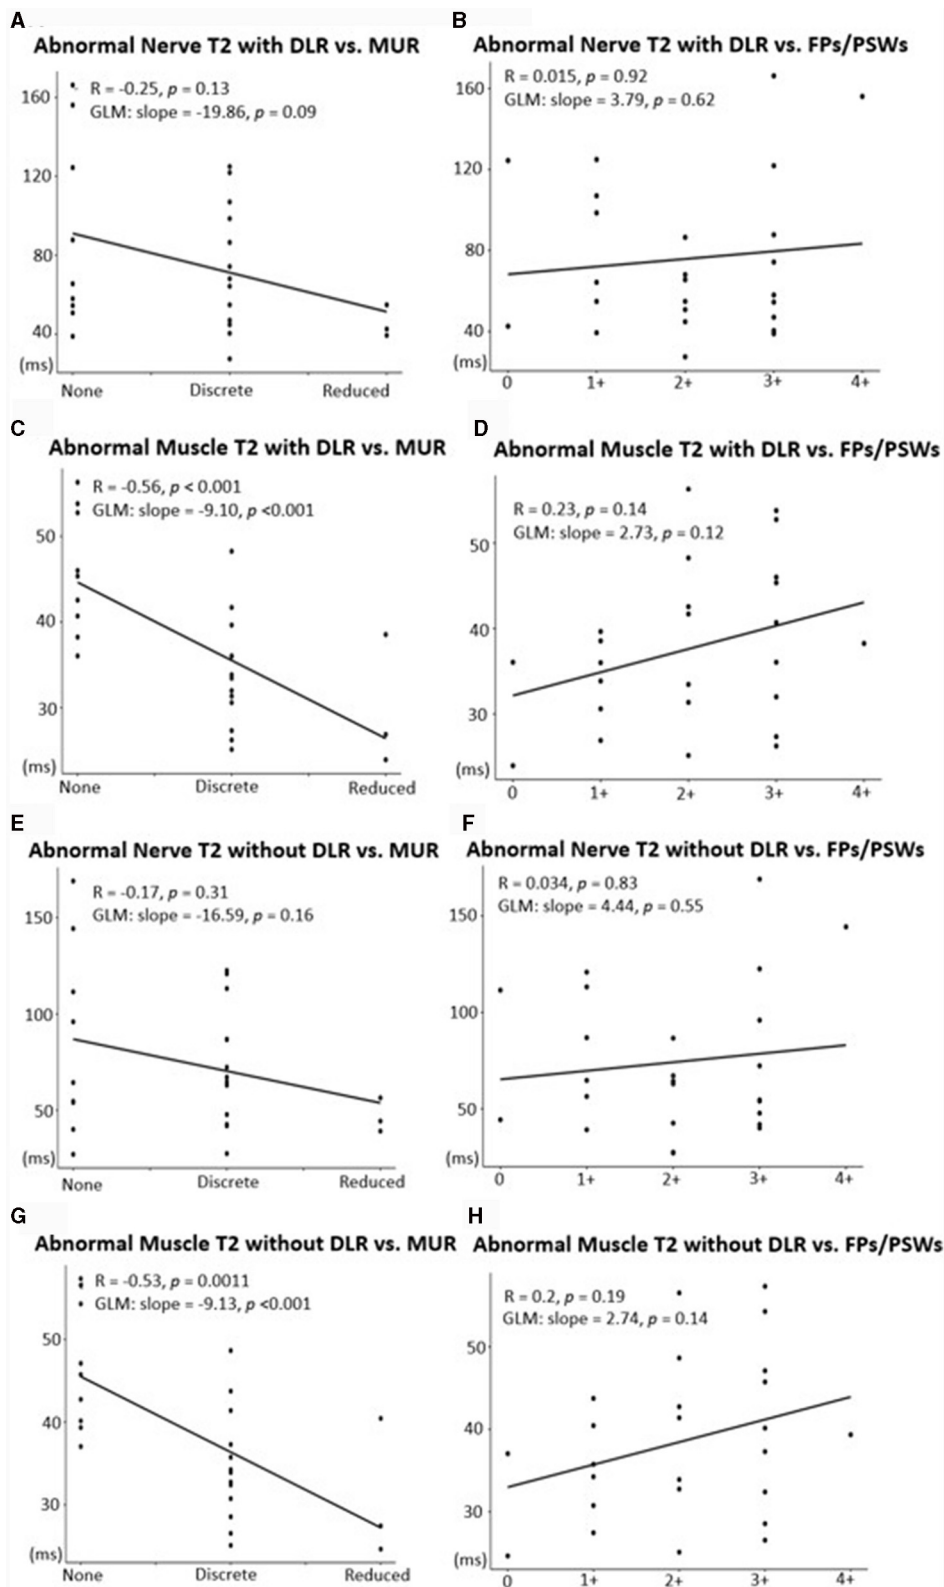 A
Abnormal Nerve T2 with DLR vs. MUR
R = -0.25, p = 0.13
GLM: slope = -19.86, p = 0.09
160
120
80
40
(ms)
None Discrete Reduced
B
Abnormal Nerve T2 with DLR vs. FPs/PSWs
R = 0.015, p = 0.92
GLM: slope = 3.79, p = 0.62
160
120
80
40
(ms)
0 1+ 2+ 3+ 4+
C
Abnormal Muscle T2 with DLR vs. MUR
R = -0.56, p < 0.001
GLM: slope = -9.10, p <0.001
50
40
30
(ms)
None Discrete Reduced
D
Abnormal Muscle T2 with DLR vs. FPs/PSWs
R = 0.23, p = 0.14
GLM: slope = 2.73, p = 0.12
50
40
30
(ms)
0 1+ 2+ 3+ 4+
E
Abnormal Nerve T2 without DLR vs. MUR
R = -0.17, p = 0.31
GLM: slope = -16.59, p = 0.16
150
100
50
(ms)
None Discrete Reduced
F
Abnormal Nerve T2 without DLR vs. FPs/PSWs
R = 0.034, p = 0.83
GLM: slope = 4.44, p = 0.55
150
100
50
(ms)
0 1+ 2+ 3+ 4+
G
Abnormal Muscle T2 without DLR vs. MUR
R = -0.53, p = 0.0011
GLM: slope = -9.13, p <0.001
50
40
30
(ms)
None Discrete Reduced
H
Abnormal Muscle T2 without DLR vs. FPs/PSWs
R = 0.2, p = 0.19
GLM: slope = 2.74, p = 0.14
50
40
30
(ms)
0 1+ 2+ 3+ 4+